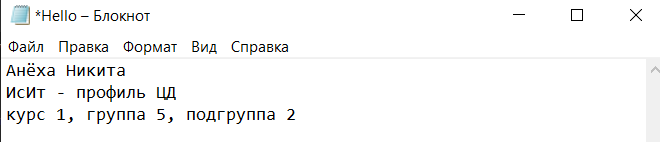 *Hello – Блокнот
Файл Правка Формат Вид Справка
Анёха Никита
ИсИт - профиль ЦД
курс 1, группа 5, подгруппа 2